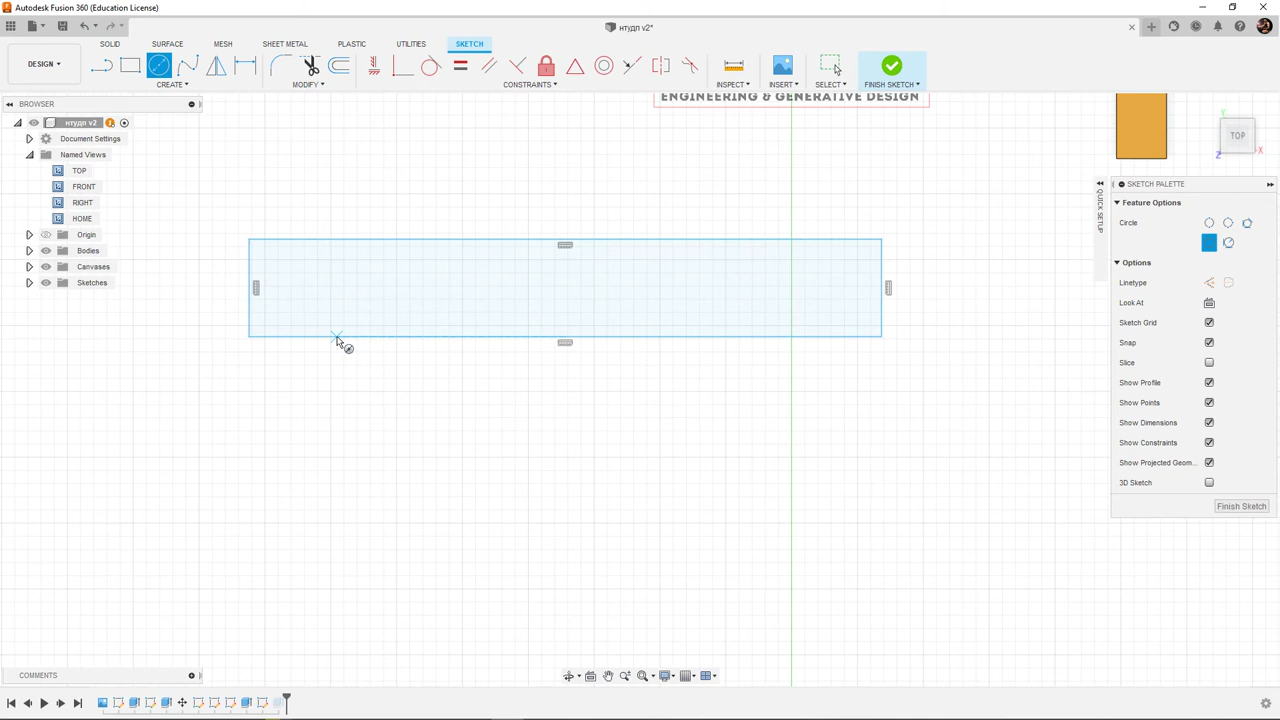 Autodesk Fusion 360 (Education License)
нтудп v2*
DESIGN
SOLID
SURFACE
MESH
SHEET METAL
PLASTIC
UTILITIES
SKETCH
CREATE
MODIFY
CONSTRAINTS
INSPECT
INSERT
SELECT
FINISH SKETCH
BROWSER
нтудп v2
Document Settings
Named Views
TOP
FRONT
RIGHT
HOME
Origin
Bodies
Canvases
Sketches
ENGINEERING & GENERATIVE DESIGN
Y
TOP
X
Z
QUICK SETUP
SKETCH PALETTE
Feature Options
Circle
Options
Linetype
Look At
Sketch Grid
Snap
Slice
Show Profile
Show Points
Show Dimensions
Show Constraints
Show Projected Geom...
3D Sketch
Finish Sketch
COMMENTS